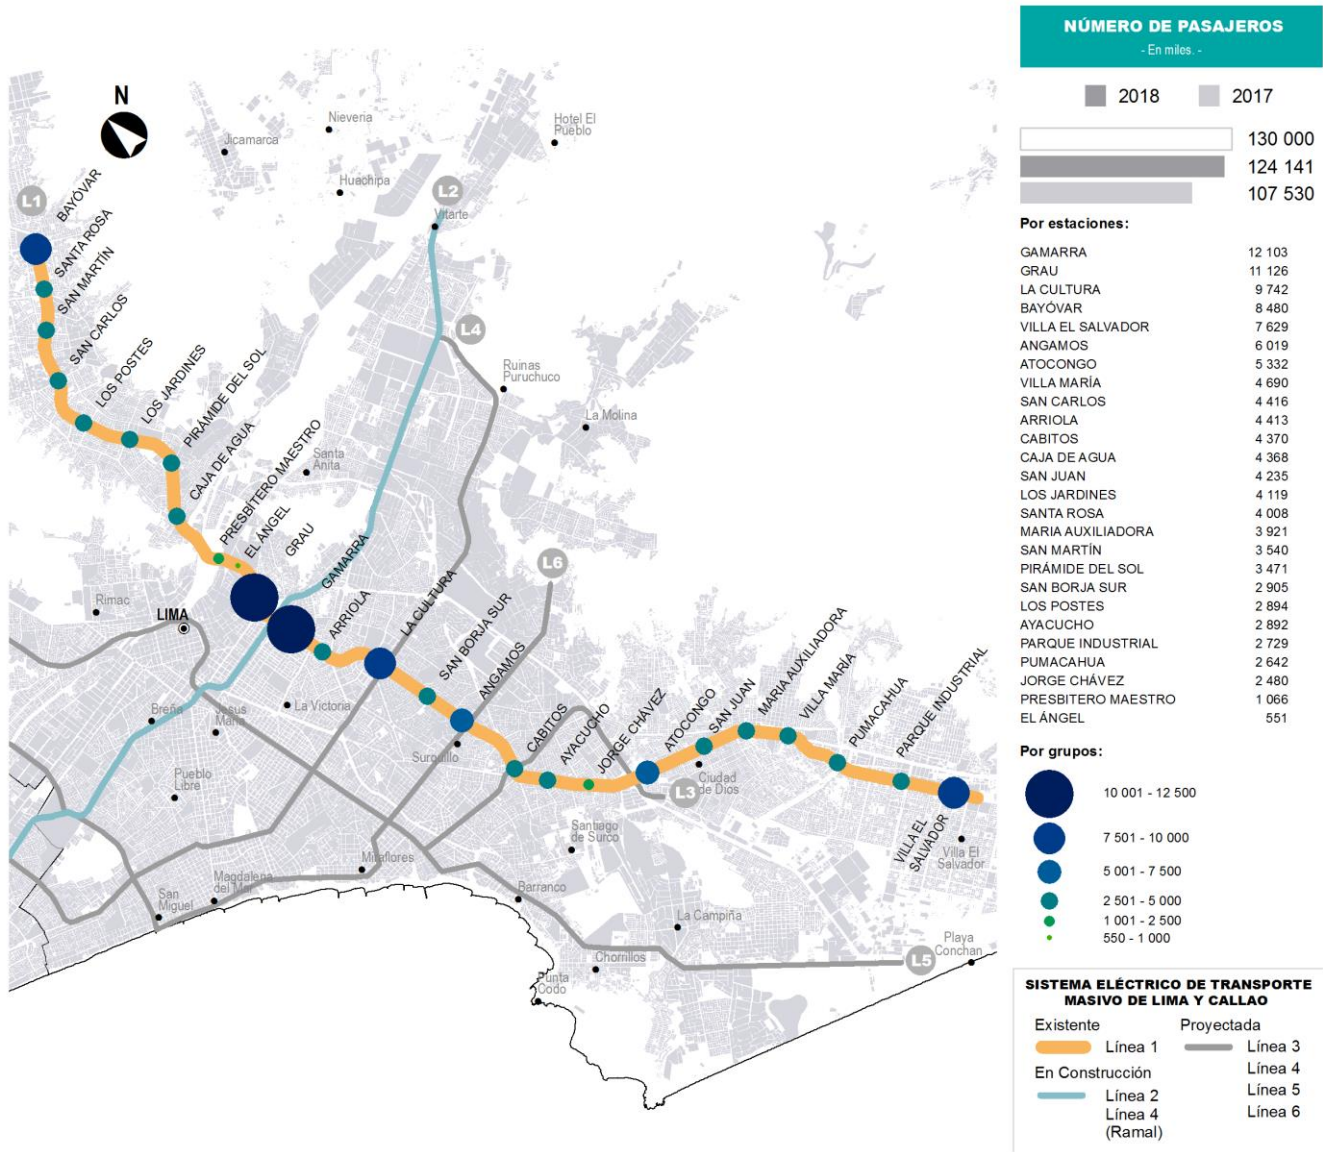 N
L1
BAYÓVAR
SANTA ROSA
SAN MARTÍN
SAN CARLOS
LOS POSTES
LOS JARDINES
PIRÁMIDE DEL SOL
CAJA DE AGUA
PRESBÍTERO MAESTRO
EL ÁNGEL
GRAU
GAMARRA
ARRIOLA
LA CULTURA
SAN BORJA SUR
ANGAMOS
CABITOS
AYACUCHO
JORGE CHÁVEZ
ATOCONGO
SAN JUAN
MARIA AUXILIADORA
VILLA MARÍA
PUMACAHUA
PARQUE INDUSTRIAL
VILLA EL
SALVADOR
Jicamarca
Nieveria
Huachipa
Hotel El
Pueblo
L2
Vitarte
L4
Ruinas
Puruchuco
La Molina
Santa
Anita
L6
Rimac
LIMA
Breña
Jesus
Maria
La Victoria
Pueblo
Libre
Surquillo
San
Miguel
Magdalena
del Mar
Miraflores
Barranco
Santiago
de Surco
L3
Ciudad
de Dios
Villa El
Salvador
La Campiña
Chorrillos
Punta
Codo
L5
Playa
Conchan
NÚMERO DE PASAJEROS
- En miles. -
2018 2017
130 000
124 141
107 530
Por estaciones:
GAMARRA 12 103
GRAU 11 126
LA CULTURA 9 742
BAYÓVAR 8 480
VILLA EL SALVADOR 7 629
ANGAMOS 6 019
ATOCONGO 5 332
VILLA MARÍA 4 690
SAN CARLOS 4 416
ARRIOLA 4 413
CABITOS 4 370
CAJA DE AGUA 4 368
SAN JUAN 4 235
LOS JARDINES 4 119
SANTA ROSA 4 008
MARIA AUXILIADORA 3 921
SAN MARTÍN 3 540
PIRÁMIDE DEL SOL 3 471
SAN BORJA SUR 2 905
LOS POSTES 2 894
AYACUCHO 2 892
PARQUE INDUSTRIAL 2 729
PUMACAHUA 2 642
JORGE CHÁVEZ 2 480
PRESBITERO MAESTRO 1 066
EL ÁNGEL 551
Por grupos:
10 001 - 12 500
7 501 - 10 000
5 001 - 7 500
2 501 - 5 000
1 001 - 2 500
550 - 1 000
SISTEMA ELÉCTRICO DE TRANSPORTE
MASIVO DE LIMA Y CALLAO
Existente Proyectada
Línea 1 Línea 3
Línea 4
En Construcción
Línea 5
Línea 2
Línea 6
Línea 4
(Ramal)